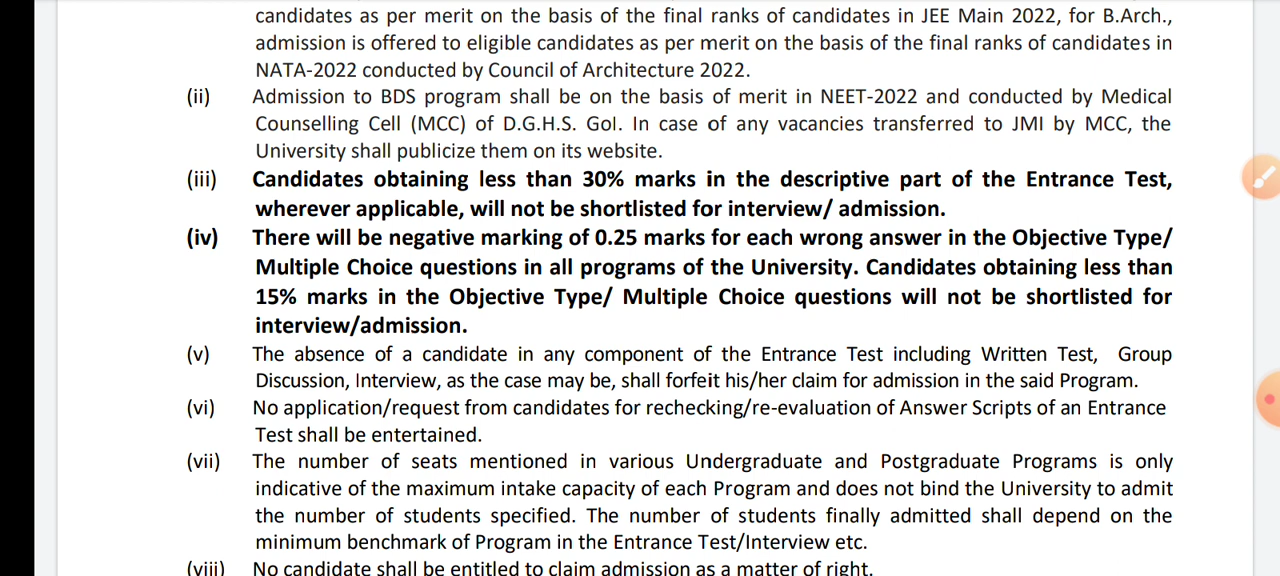 candidates as per merit on the basis of the final ranks of candidates in JEE Main 2022, for B.Arch.,
admission is offered to eligible candidates as per merit on the basis of the final ranks of candidates in
NATA-2022 conducted by Council of Architecture 2022.
(ii) Admission to BDS program shall be on the basis of merit in NEET-2022 and conducted by Medical
Counselling Cell (MCC) of D.G.H.S. GoI. In case of any vacancies transferred to JMI by MCC, the
University shall publicize them on its website.
(iii) Candidates obtaining less than 30% marks in the descriptive part of the Entrance Test,
wherever applicable, will not be shortlisted for interview/ admission.
(iv) There will be negative marking of 0.25 marks for each wrong answer in the Objective Type/
Multiple Choice questions in all programs of the University. Candidates obtaining less than
15% marks in the Objective Type/ Multiple Choice questions will not be shortlisted for
interview/admission.
(v) The absence of a candidate in any component of the Entrance Test including Written Test, Group
Discussion, Interview, as the case may be, shall forfeit his/her claim for admission in the said Program.
(vi) No application/request from candidates for rechecking/re-evaluation of Answer Scripts of an Entrance
Test shall be entertained.
(vii) The number of seats mentioned in various Undergraduate and Postgraduate Programs is only
indicative of the maximum intake capacity of each Program and does not bind the University to admit
the number of students specified. The number of students finally admitted shall depend on the
minimum benchmark of Program in the Entrance Test/Interview etc.
(viii) No candidate shall be entitled to claim admission as a matter of right.